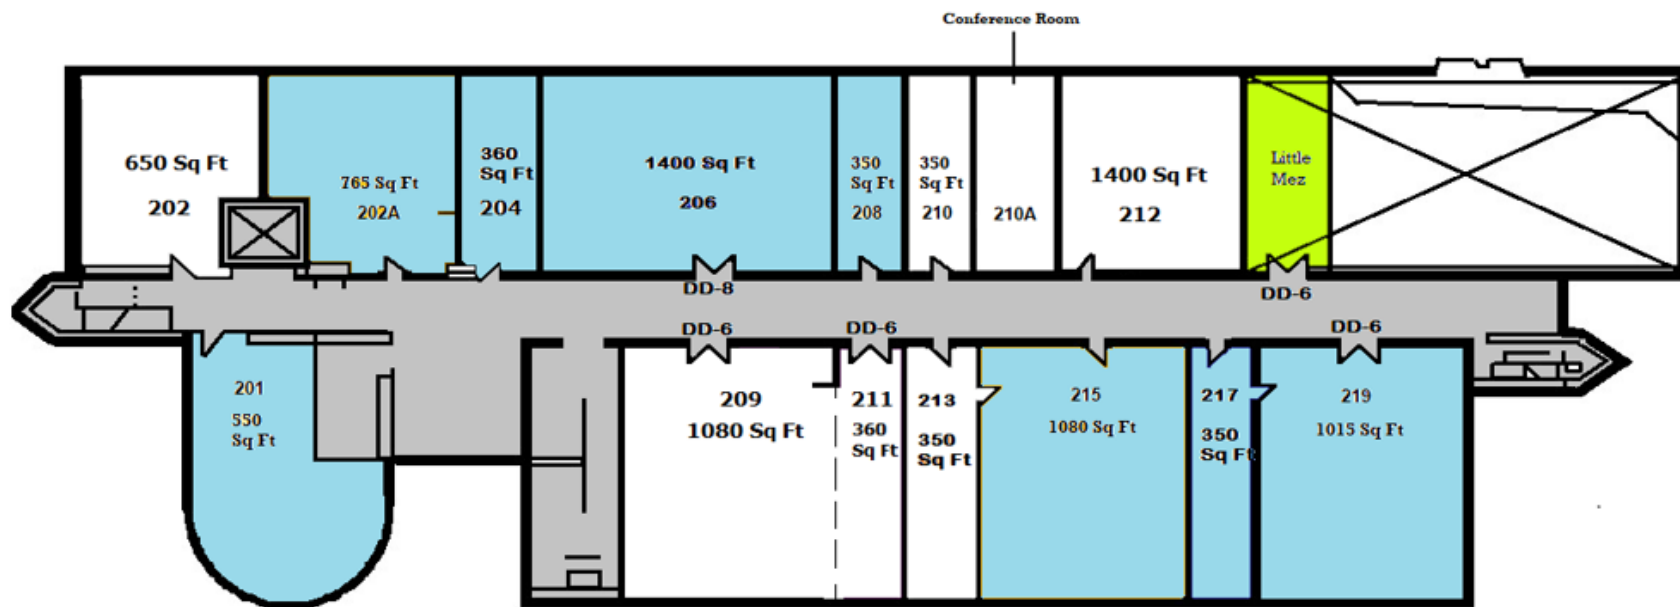 Conference Room
650 Sq Ft
202
765 Sq Ft
202A
360
Sq Ft
204
1400 Sq Ft
206
350
Sq Ft
208
350
Sq Ft
210
210A
1400 Sq Ft
212
Little
Mez
DD-8
DD-6
DD-6
DD-6
DD-6
201
550
Sq Ft
209
1080 Sq Ft
211
360
Sq Ft
213
350
Sq Ft
215
1080 Sq Ft
217
350
Sq Ft
219
1015 Sq Ft